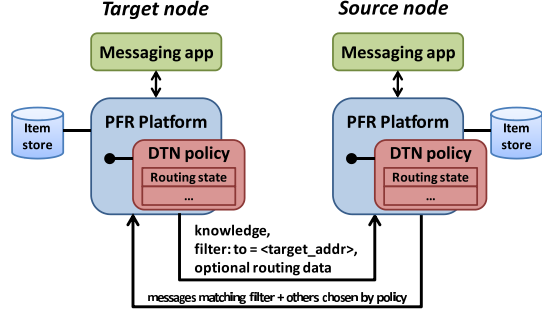 Target node
Source node
Messaging app
Messaging app
Item
store
PFR Platform
PFR Platform
Item
store
DTN policy
DTN policy
Routing state
Routing state
...
...
knowledge,
filter: to = <target_addr>,
optional routing data
messages matching filter + others chosen by policy